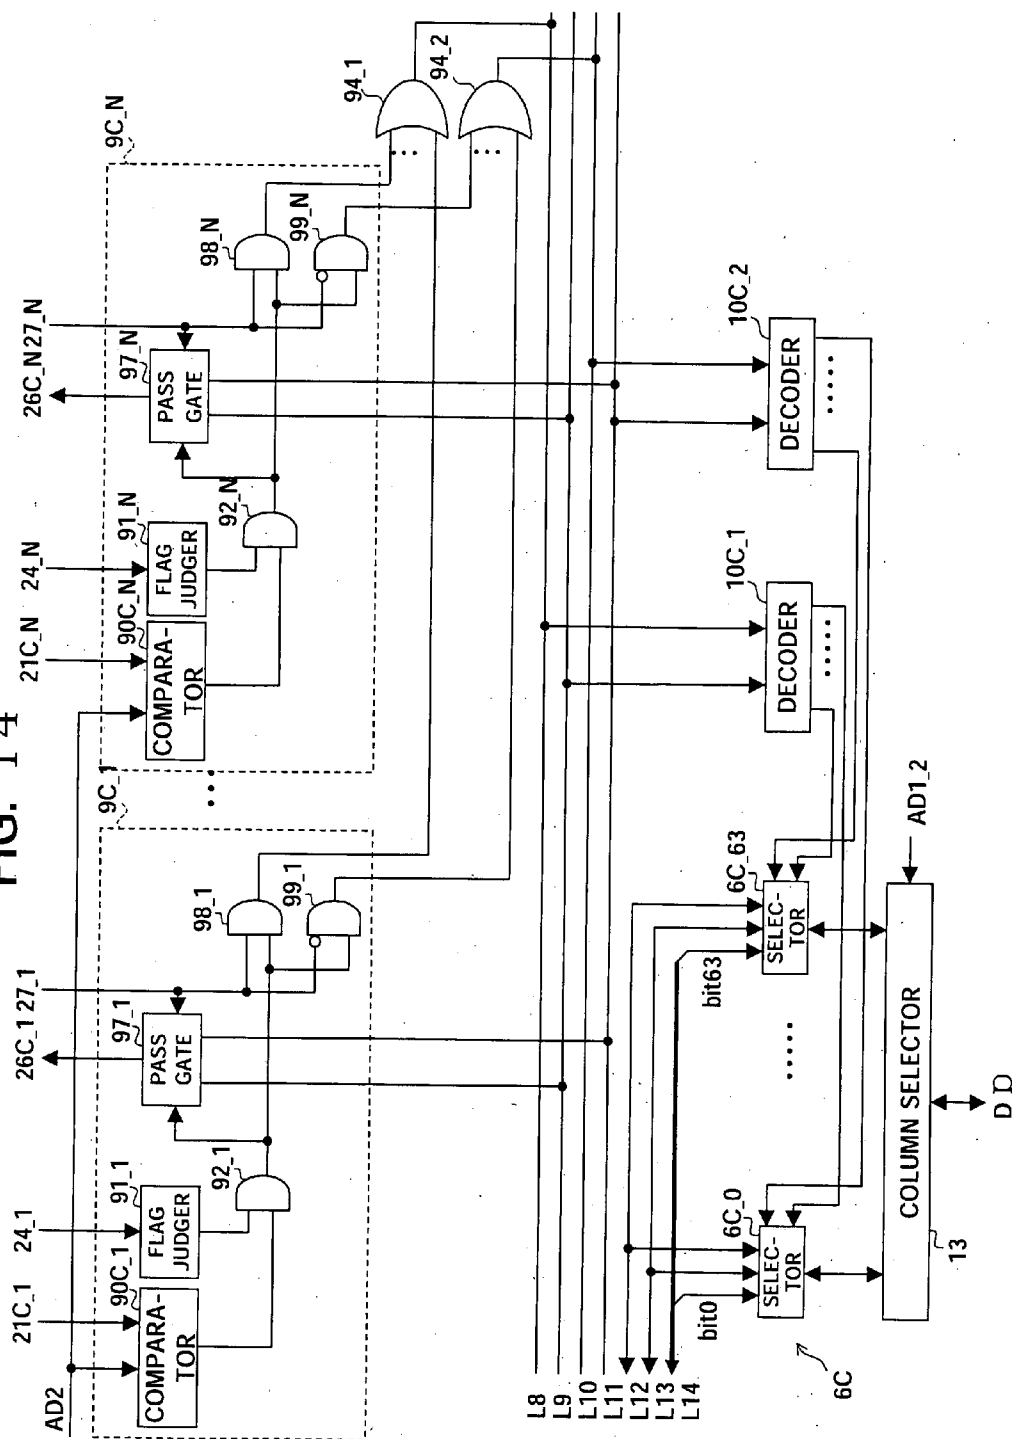 FIG. 14
21C_1
24_1
26C_1
27_1
21C_N
24_N
26C_N
27_N
AD2
90C_1
COMPARA-
TOR
91_1
FLAG
JUDGER
92_1
97_1
PASS
GATE
98_1
99_1
9C_1
90C_N
COMPARA-
TOR
91_N
FLAG
JUDGER
92_N
97_N
PASS
GATE
98_N
99_N
9C_N
94_1
94_2
L8
L9
L10
L11
L12
L13
L14
bit0
bit63
6C_0
SELEC-
TOR
6C_63
SELEC-
TOR
10C_1
DECODER
10C_2
DECODER
6C
COLUMN SELECTOR
13
AD1_2
DD